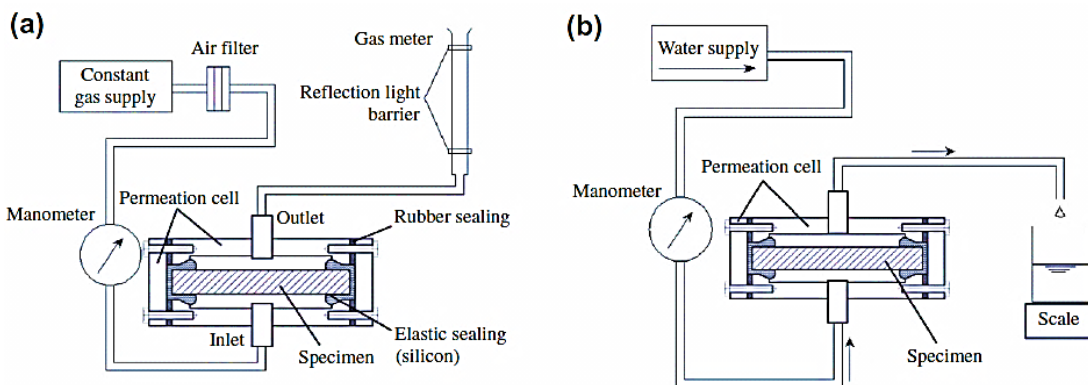 (a)
Air filter
Constant
gas supply
Gas meter
Reflection light
barrier
Permeation cell
Manometer
Outlet
Rubber sealing
Inlet
Specimen
Elastic sealing
(silicon)
(b)
Water supply
Permeation cell
Manometer
Specimen
Scale